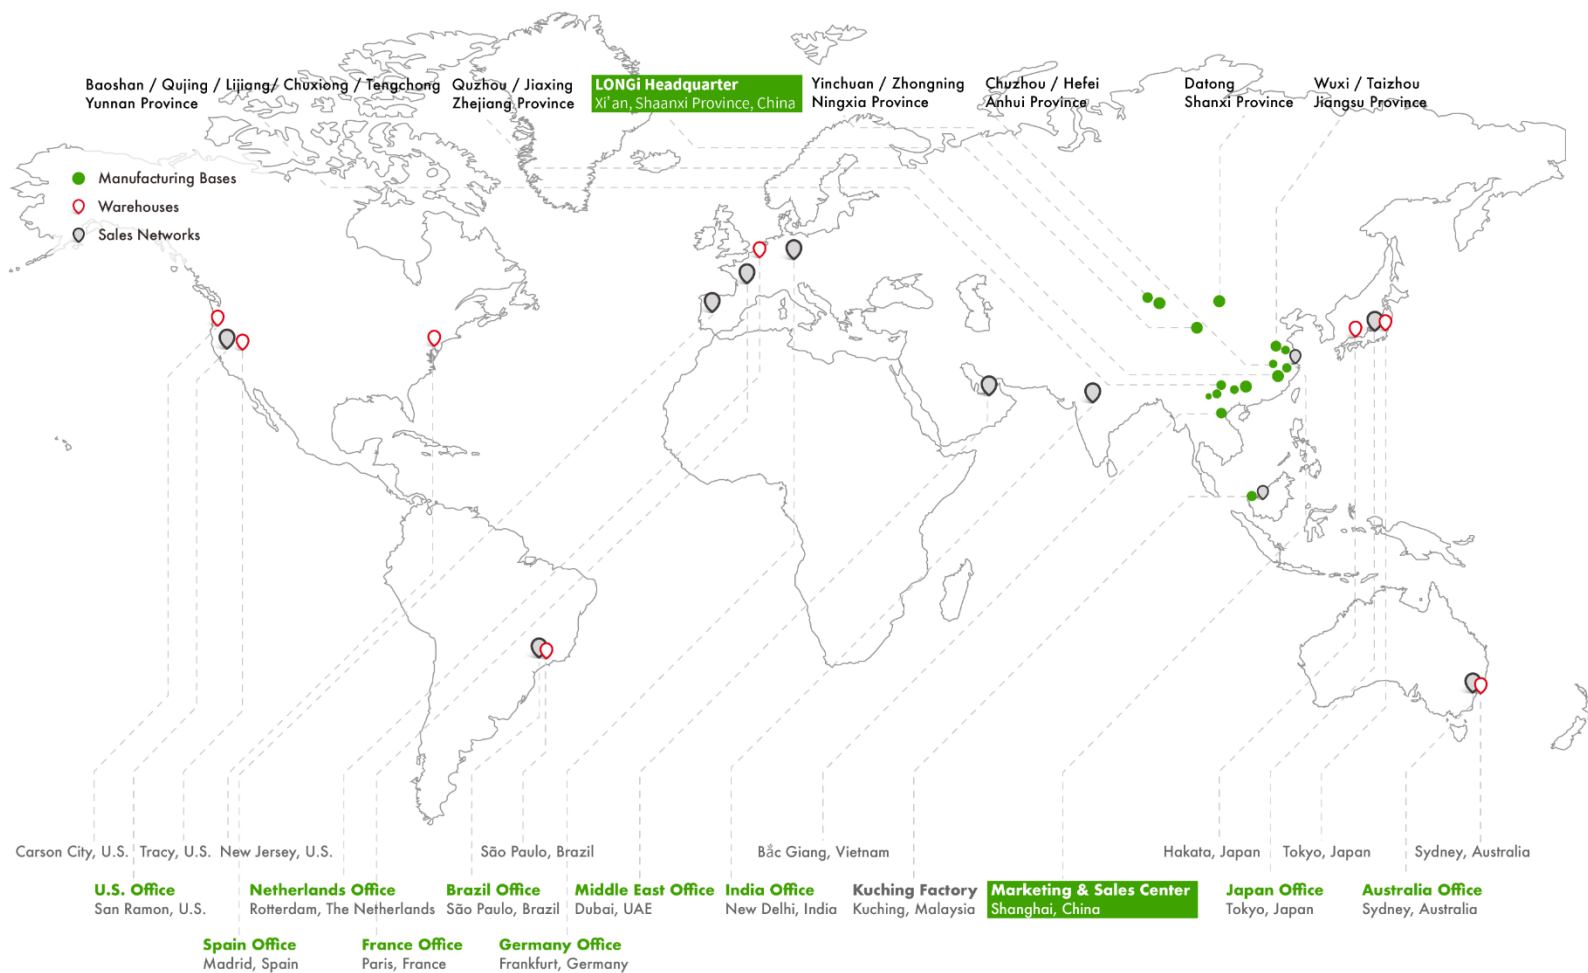 Baoshan / Qujing / Lijiang/ Chuxiong / Tengchong
Yunnan Province
Quzhou / Jiaxing
Zhejiang Province
LONGi Headquarter
Xi'an, Shaanxi Province, China
Yinchuan / Zhongning
Ningxia Province
Chuzhou / Hefei
Anhui Province
Datong
Shanxi Province
Wuxi / Taizhou
Jiangsu Province
Manufacturing Bases
Warehouses
Sales Networks
Carson City, U.S.
Tracy, U.S.
New Jersey, U.S.
São Paulo, Brazil
Bắc Giang, Vietnam
Hakata, Japan
Tokyo, Japan
Sydney, Australia
U.S. Office
San Ramon, U.S.
Netherlands Office
Rotterdam, The Netherlands
Brazil Office
São Paulo, Brazil
Middle East Office
Dubai, UAE
India Office
New Delhi, India
Kuching Factory
Kuching, Malaysia
Marketing & Sales Center
Shanghai, China
Japan Office
Tokyo, Japan
Australia Office
Sydney, Australia
Spain Office
Madrid, Spain
France Office
Paris, France
Germany Office
Frankfurt, Germany